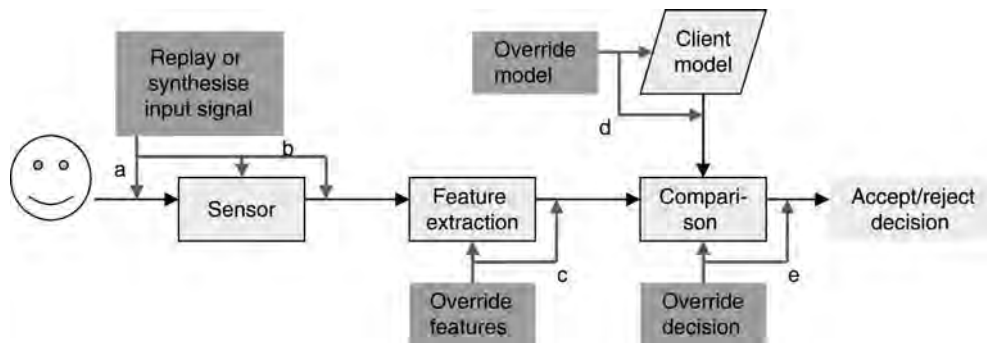 Replay or
synthesise
input signal
Override
model
Client
model
a
b
d
Sensor
Feature
extraction
Compari-
son
Accept/reject
decision
c
e
Override
features
Override
decision